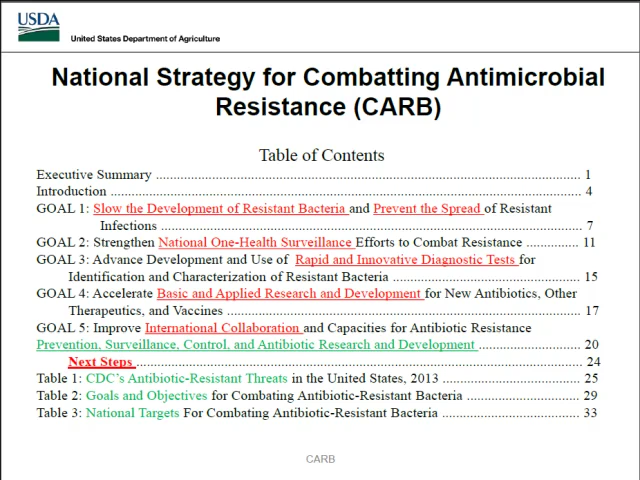 USDA
United States Department of Agriculture
National Strategy for Combatting Antimicrobial
Resistance (CARB)
Table of Contents
Executive Summary ........................................................................................................................... 1
Introduction ........................................................................................................................................ 4
GOAL 1: Slow the Development of Resistant Bacteria and Prevent the Spread of Resistant
Infections .......................................................................................................................... 7
GOAL 2: Strengthen National One-Health Surveillance Efforts to Combat Resistance ............... 11
GOAL 3: Advance Development and Use of Rapid and Innovative Diagnostic Tests for
Identification and Characterization of Resistant Bacteria ....................................................... 15
GOAL 4: Accelerate Basic and Applied Research and Development for New Antibiotics, Other
Therapeutics, and Vaccines ....................................................................................................... 17
GOAL 5: Improve International Collaboration and Capacities for Antibiotic Resistance
Prevention, Surveillance, Control, and Antibiotic Research and Development .............................. 20
Next Steps ................................................................................................................................... 24
Table 1: CDC's Antibiotic-Resistant Threats in the United States, 2013 ........................................ 25
Table 2: Goals and Objectives for Combating Antibiotic-Resistant Bacteria ................................. 29
Table 3: National Targets For Combating Antibiotic-Resistant Bacteria ........................................ 33
CARB